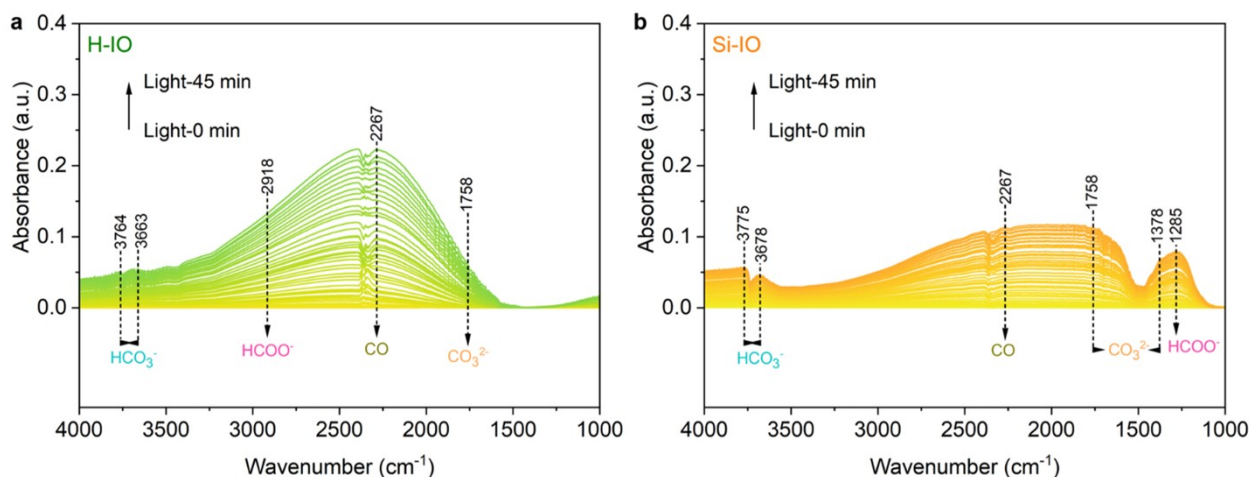 a
H-IO
Light-45 min
Light-0 min
3764
3663
2918
2267
1758
HCO₃⁻
HCOO⁻
CO
CO₃²⁻
0.4
0.3
0.2
0.1
0.0
Absorbance (a.u.)
4000 3500 3000 2500 2000 1500 1000
Wavenumber (cm⁻¹)
b
Si-IO
Light-45 min
Light-0 min
3775
3678
2267
1758
1378
1285
HCO₃⁻
CO
CO₃²⁻
HCOO⁻
0.4
0.3
0.2
0.1
0.0
Absorbance (a.u.)
4000 3500 3000 2500 2000 1500 1000
Wavenumber (cm⁻¹)